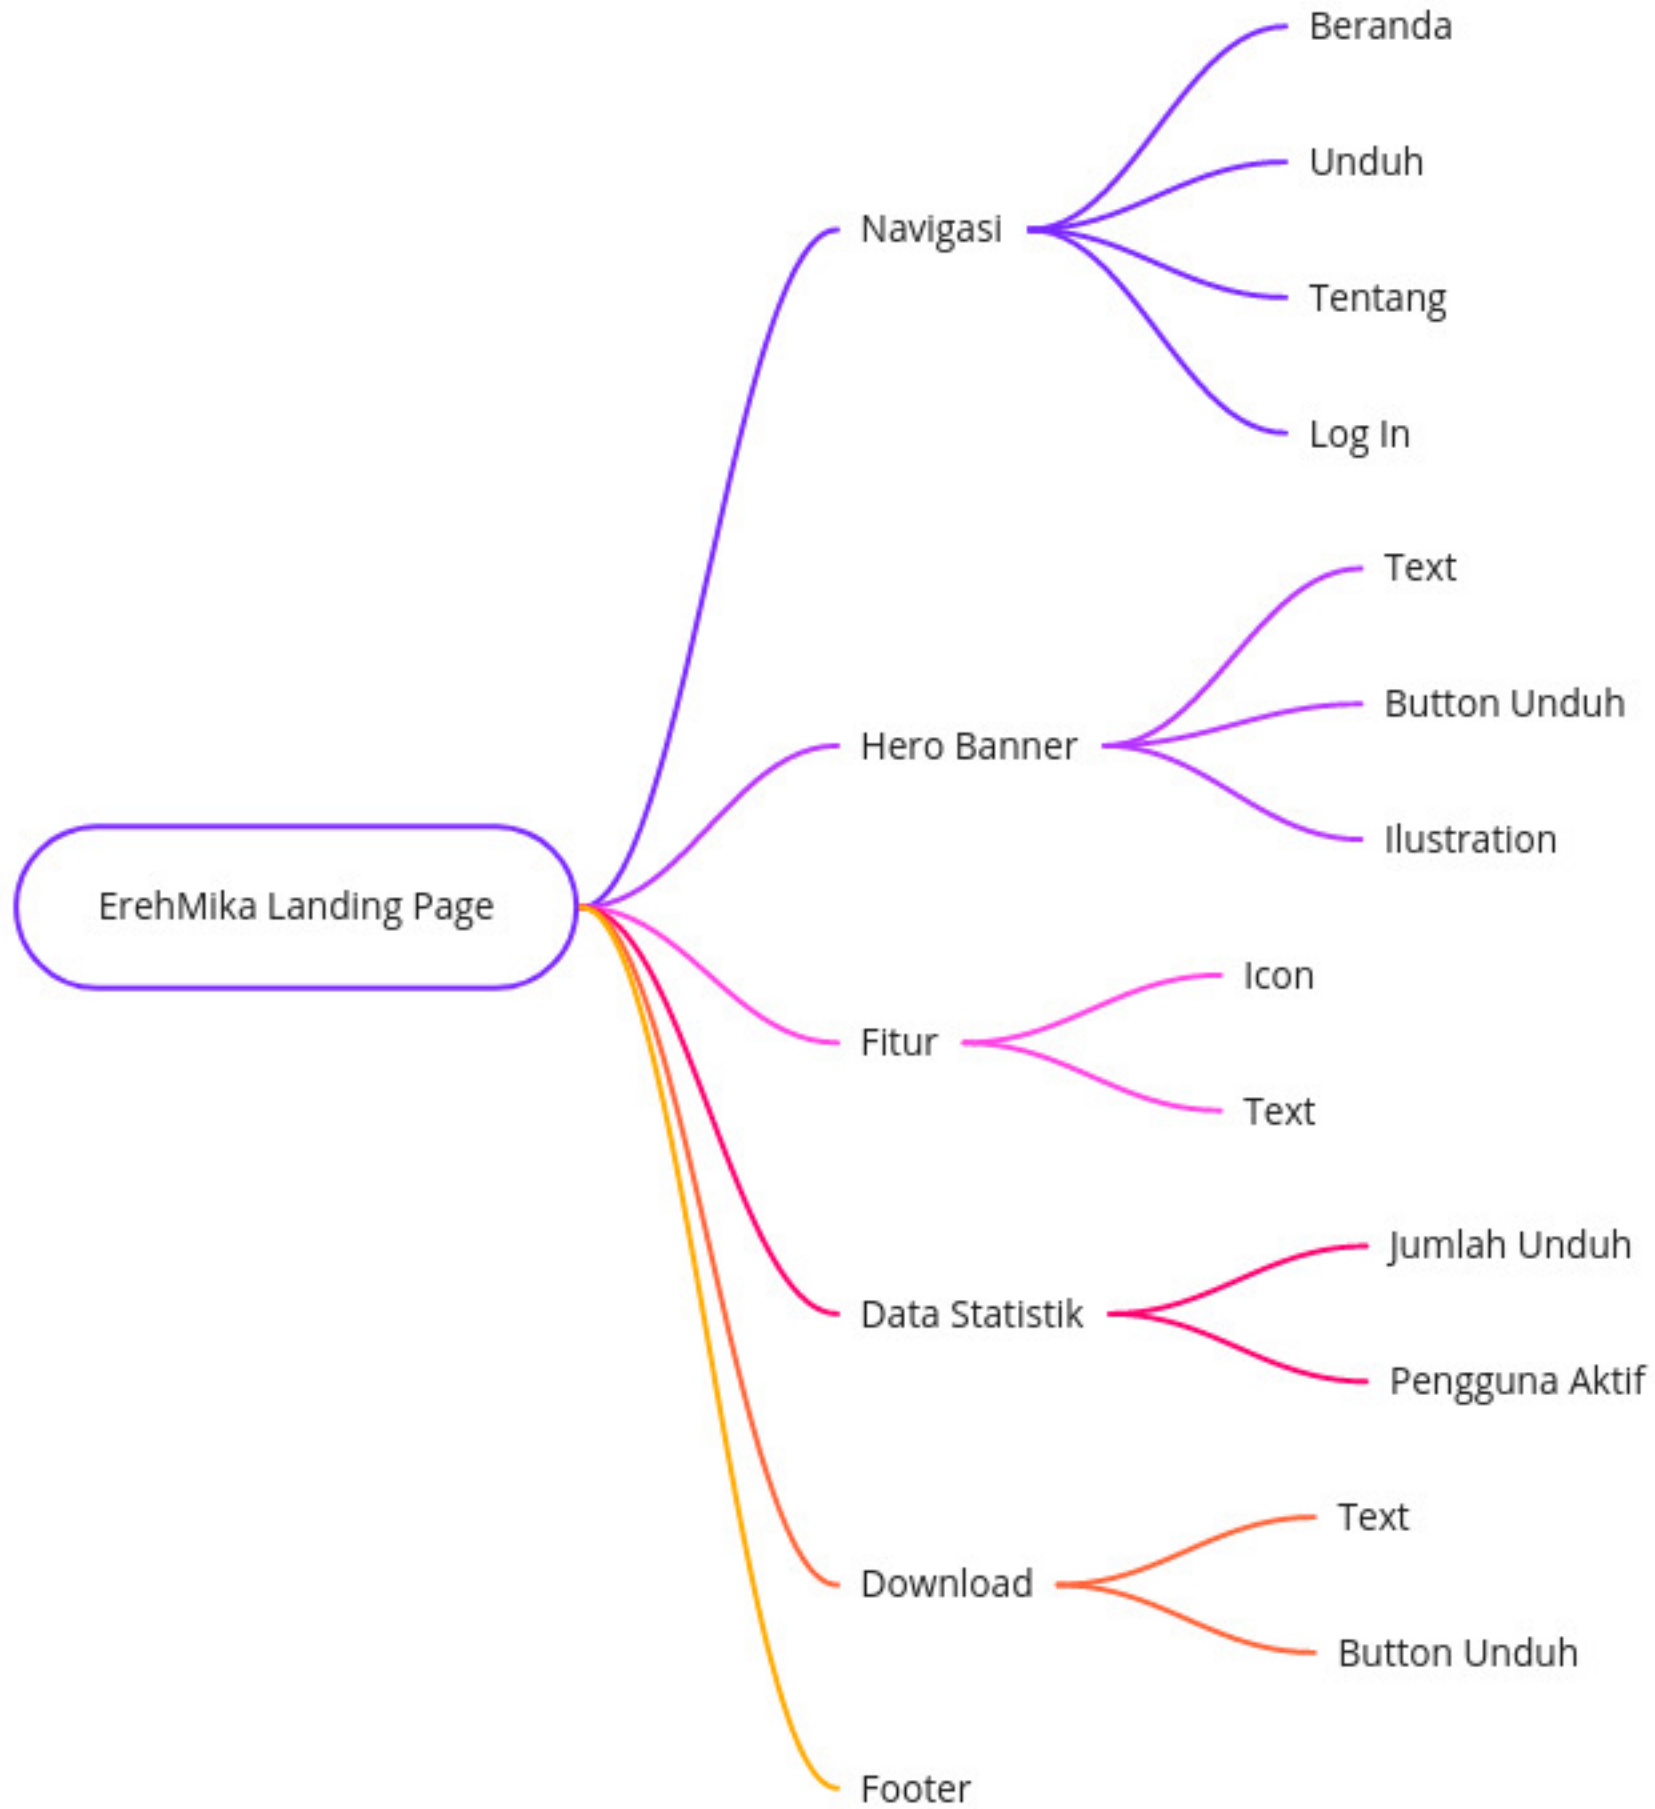 ErehMika Landing Page
Navigasi
Beranda
Unduh
Tentang
Log In
Hero Banner
Text
Button Unduh
Ilustration
Fitur
Icon
Text
Data Statistik
Jumlah Unduh
Pengguna Aktif
Download
Text
Button Unduh
Footer